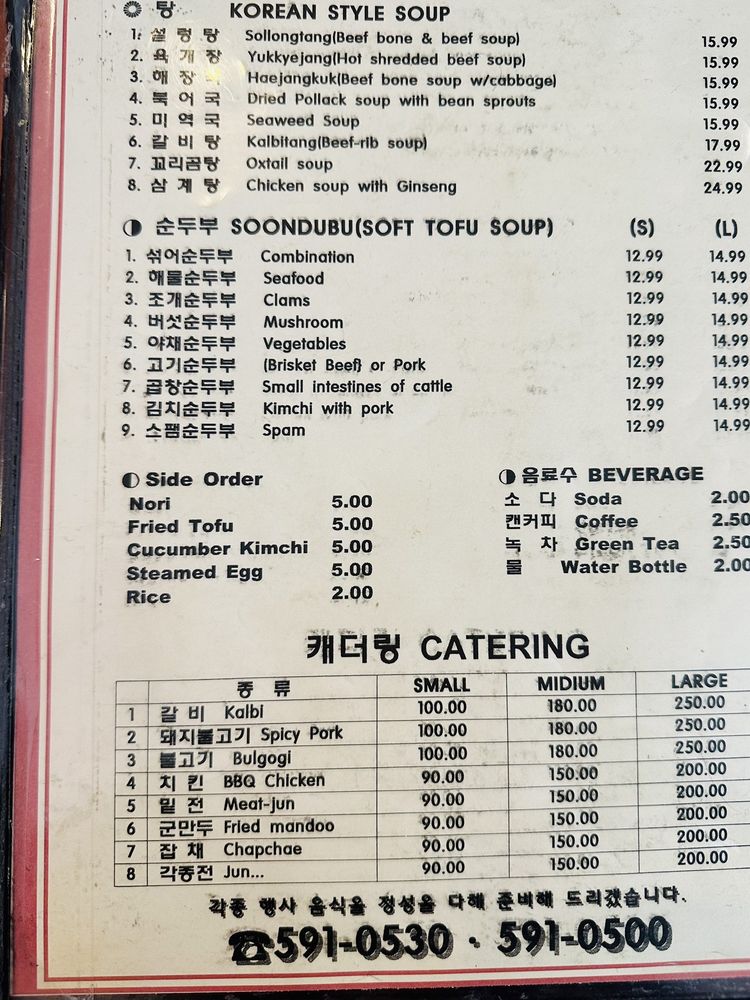 탕 KOREAN STYLE SOUP
1. 설 렁 탕 Sollongtang(Beef bone & beef soup) 15.99
2. 육 개 장 Yukkyejang(Hot shredded beef soup) 15.99
3. 해 장 국 Haejangkuk(Beef bone soup w/cabbage) 15.99
4. 북 어 국 Dried Pollack soup with bean sprouts 15.99
5. 미 역 국 Seaweed Soup 15.99
6. 갈 비 탕 Kalbitang(Beef-rib soup) 17.99
7. 꼬리곰탕 Oxtail soup 22.99
8. 삼 계 탕 Chicken soup with Ginseng 24.99
순두부 SOONDUBU(SOFT TOFU SOUP) (S) (L)
1. 섞어순두부 Combination 12.99 14.99
2. 해물순두부 Seafood 12.99 14.99
3. 조개순두부 Clams 12.99 14.99
4. 버섯순두부 Mushroom 12.99 14.99
5. 야채순두부 Vegetables 12.99 14.99
6. 고기순두부 (Brisket Beef) or Pork 12.99 14.99
7. 곱창순두부 Small intestines of cattle 12.99 14.99
8. 김치순두부 Kimchi with pork 12.99 14.99
9. 스팸순두부 Spam 12.99 14.99
Side Order
Nori 5.00
Fried Tofu 5.00
Cucumber Kimchi 5.00
Steamed Egg 5.00
Rice 2.00
음료수 BEVERAGE
소 다 Soda 2.00
캔커피 Coffee 2.50
녹 차 Green Tea 2.50
물 Water Bottle 2.00
캐더링 CATERING
종 류 SMALL MIDIUM LARGE
1 갈 비 Kalbi 100.00 180.00 250.00
2 돼지불고기 Spicy Pork 100.00 180.00 250.00
3 불고기 Bulgogi 100.00 180.00 250.00
4 치 킨 BBQ Chicken 90.00 150.00 200.00
5 밀 전 Meat-jun 90.00 150.00 200.00
6 군만두 Fried mandoo 90.00 150.00 200.00
7 잡 채 Chapchae 90.00 150.00 200.00
8 각종전 Jun... 90.00 150.00 200.00
각종 행사 음식을 정성을 다해 준비해 드리겠습니다.
☎591-0530 · 591-0500